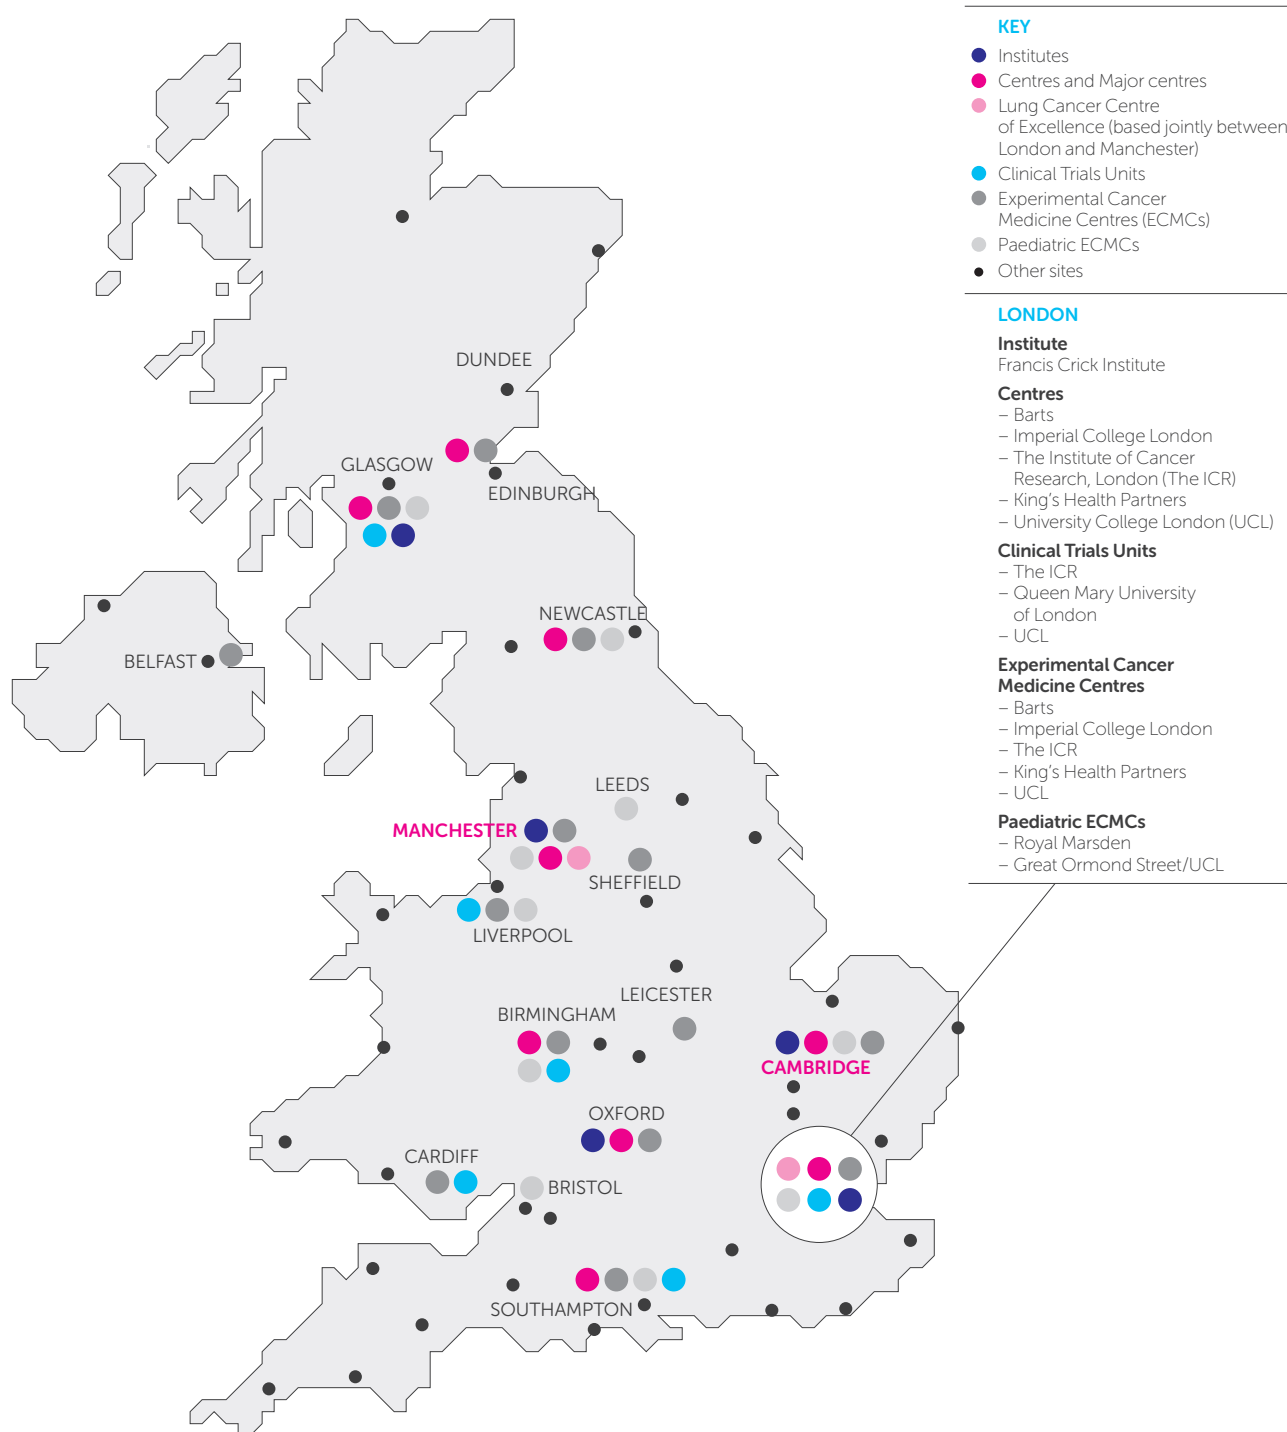 KEY
Institutes
Centres and Major centres
Lung Cancer Centre
of Excellence (based jointly between
London and Manchester)
Clinical Trials Units
Experimental Cancer
Medicine Centres (ECMCs)
Paediatric ECMCs
Other sites
LONDON
Institute
Francis Crick Institute
Centres
– Barts
– Imperial College London
– The Institute of Cancer
Research, London (The ICR)
– King's Health Partners
– University College London (UCL)
Clinical Trials Units
– The ICR
– Queen Mary University
of London
– UCL
Experimental Cancer
Medicine Centres
– Barts
– Imperial College London
– The ICR
– King's Health Partners
– UCL
Paediatric ECMCs
– Royal Marsden
– Great Ormond Street/UCL
DUNDEE
GLASGOW
EDINBURGH
NEWCASTLE
BELFAST
LEEDS
MANCHESTER
SHEFFIELD
LIVERPOOL
LEICESTER
BIRMINGHAM
CAMBRIDGE
OXFORD
CARDIFF
BRISTOL
SOUTHAMPTON